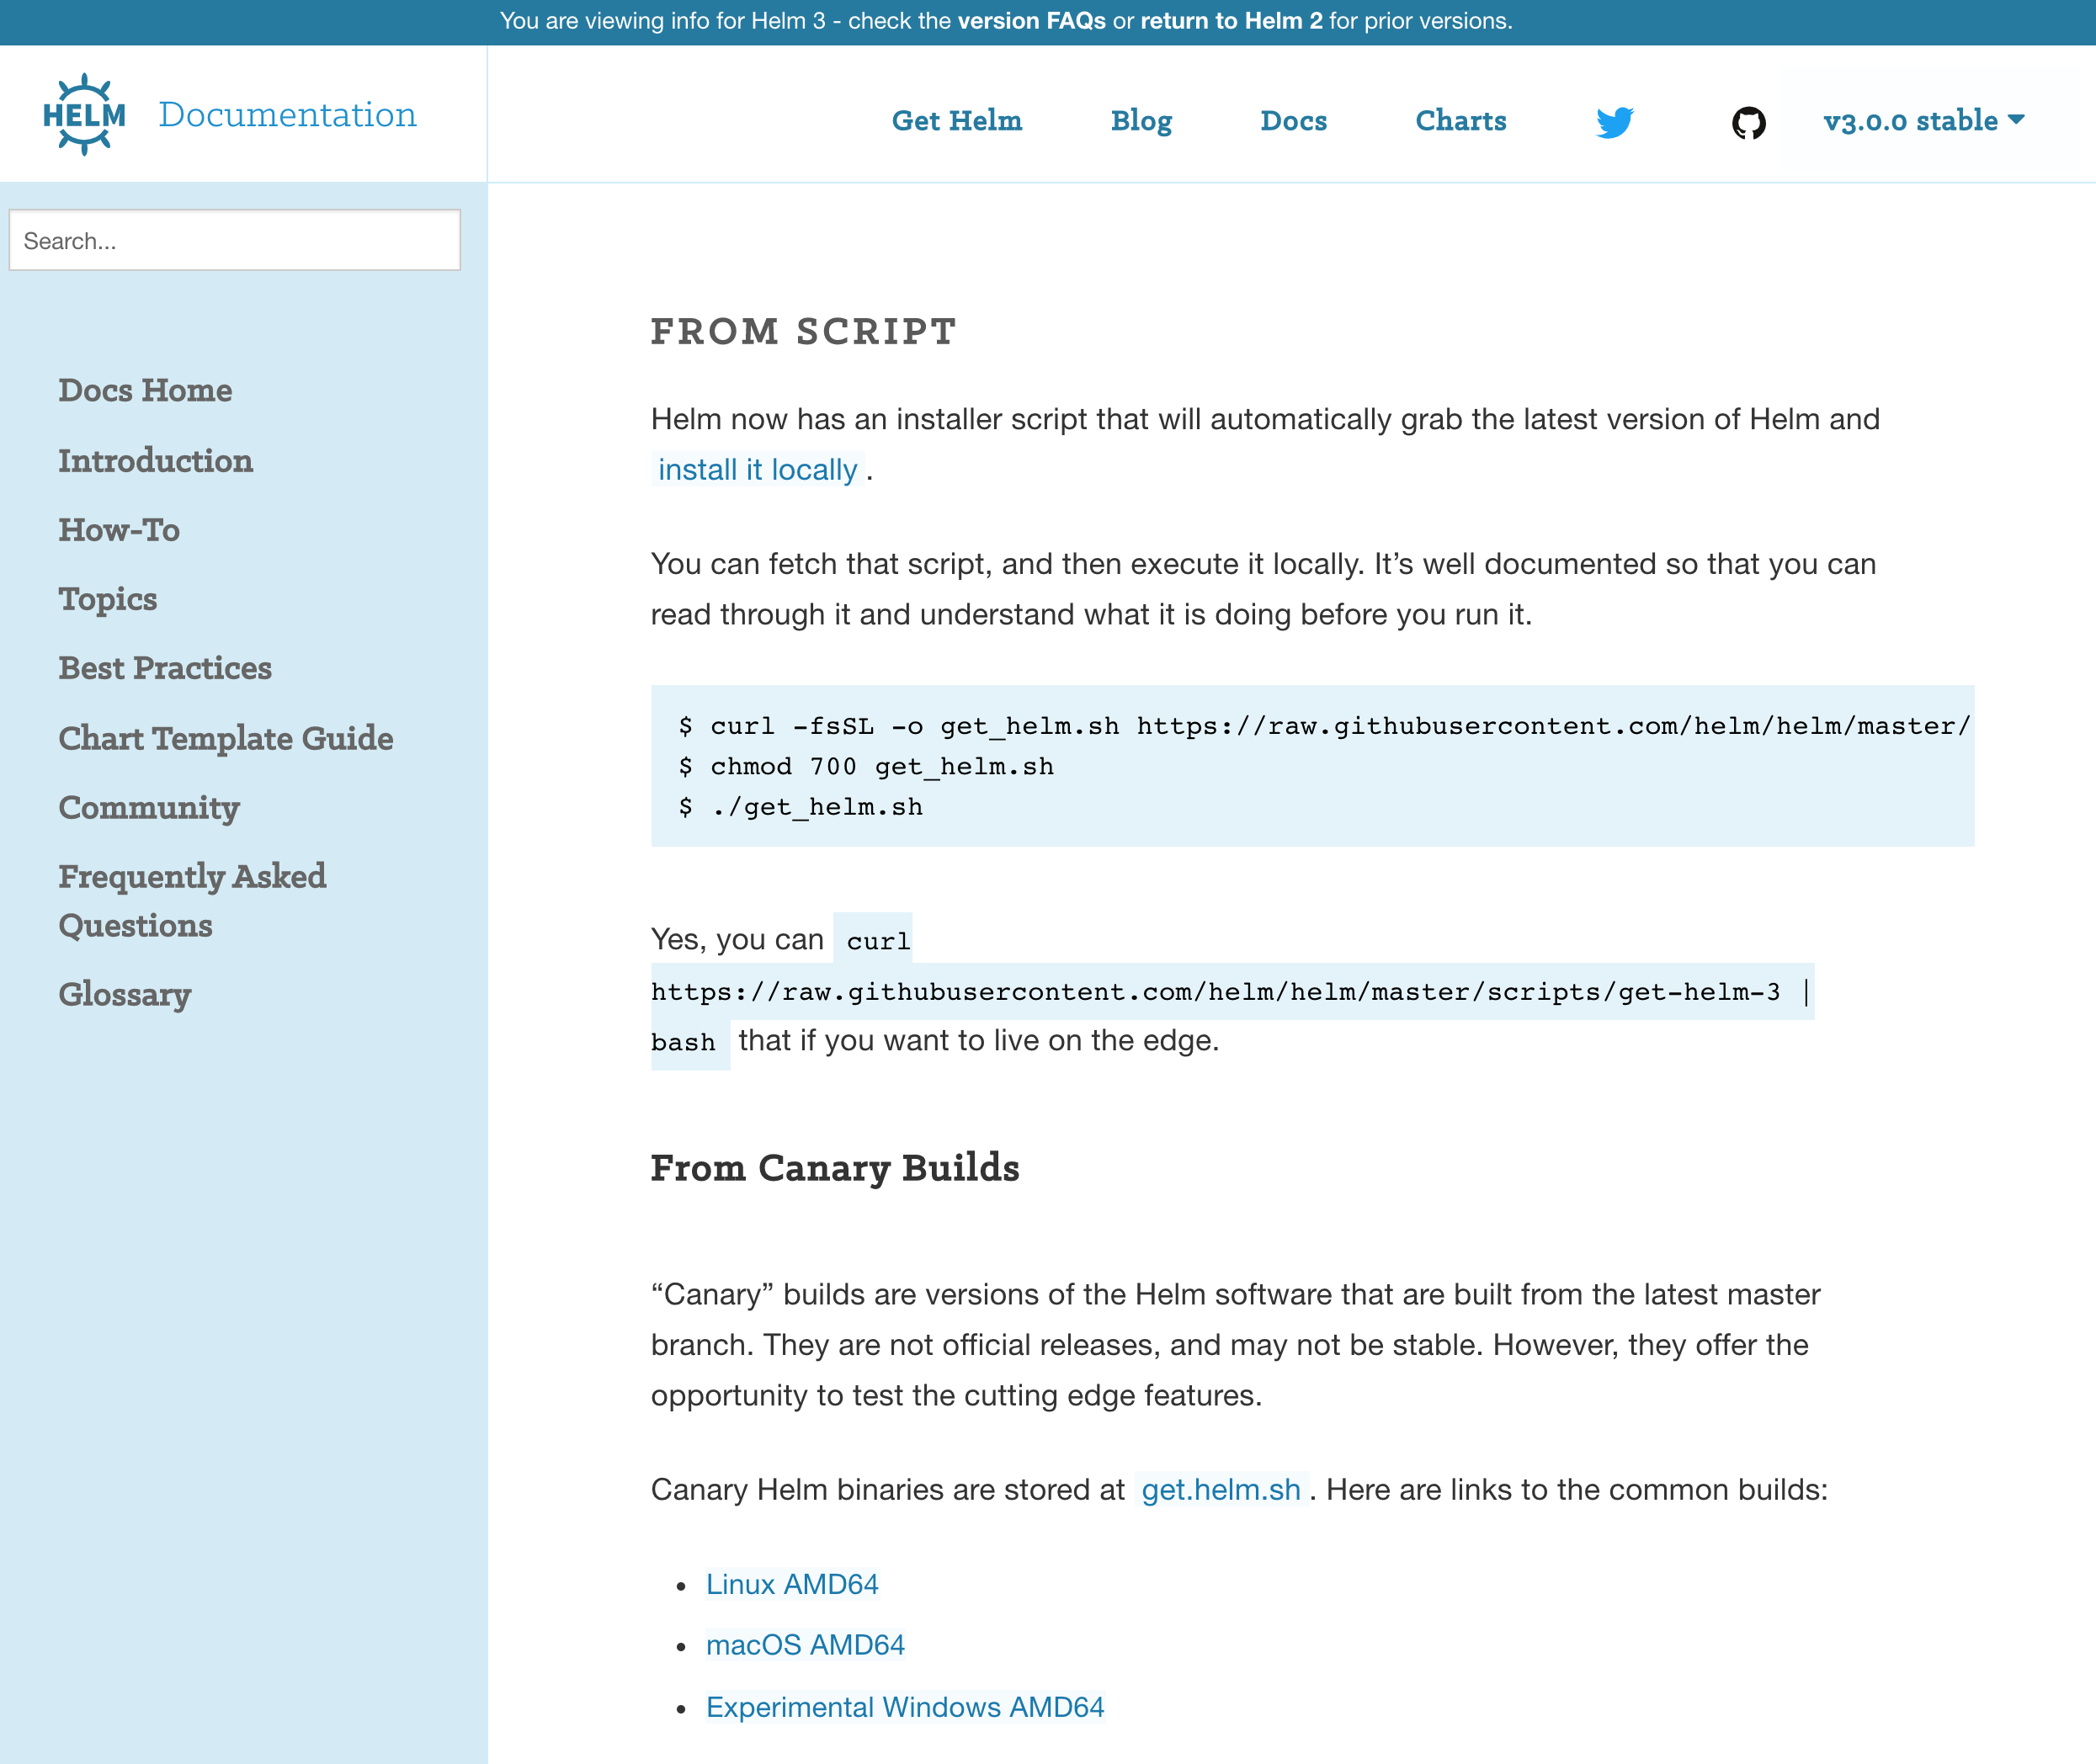 You are viewing info for Helm 3 - check the version FAQs or return to Helm 2 for prior versions.
HELM Documentation
Get Helm Blog Docs Charts v3.0.0 stable
Search...
Docs Home
Introduction
How-To
Topics
Best Practices
Chart Template Guide
Community
Frequently Asked
Questions
Glossary
FROM SCRIPT
Helm now has an installer script that will automatically grab the latest version of Helm and
install it locally .
You can fetch that script, and then execute it locally. It’s well documented so that you can
read through it and understand what it is doing before you run it.
$ curl -fsSL -o get_helm.sh https://raw.githubusercontent.com/helm/helm/master/
$ chmod 700 get_helm.sh
$ ./get_helm.sh
Yes, you can curl
https://raw.githubusercontent.com/helm/helm/master/scripts/get-helm-3 |
bash that if you want to live on the edge.
From Canary Builds
“Canary” builds are versions of the Helm software that are built from the latest master
branch. They are not official releases, and may not be stable. However, they offer the
opportunity to test the cutting edge features.
Canary Helm binaries are stored at get.helm.sh . Here are links to the common builds:
• Linux AMD64
• macOS AMD64
• Experimental Windows AMD64